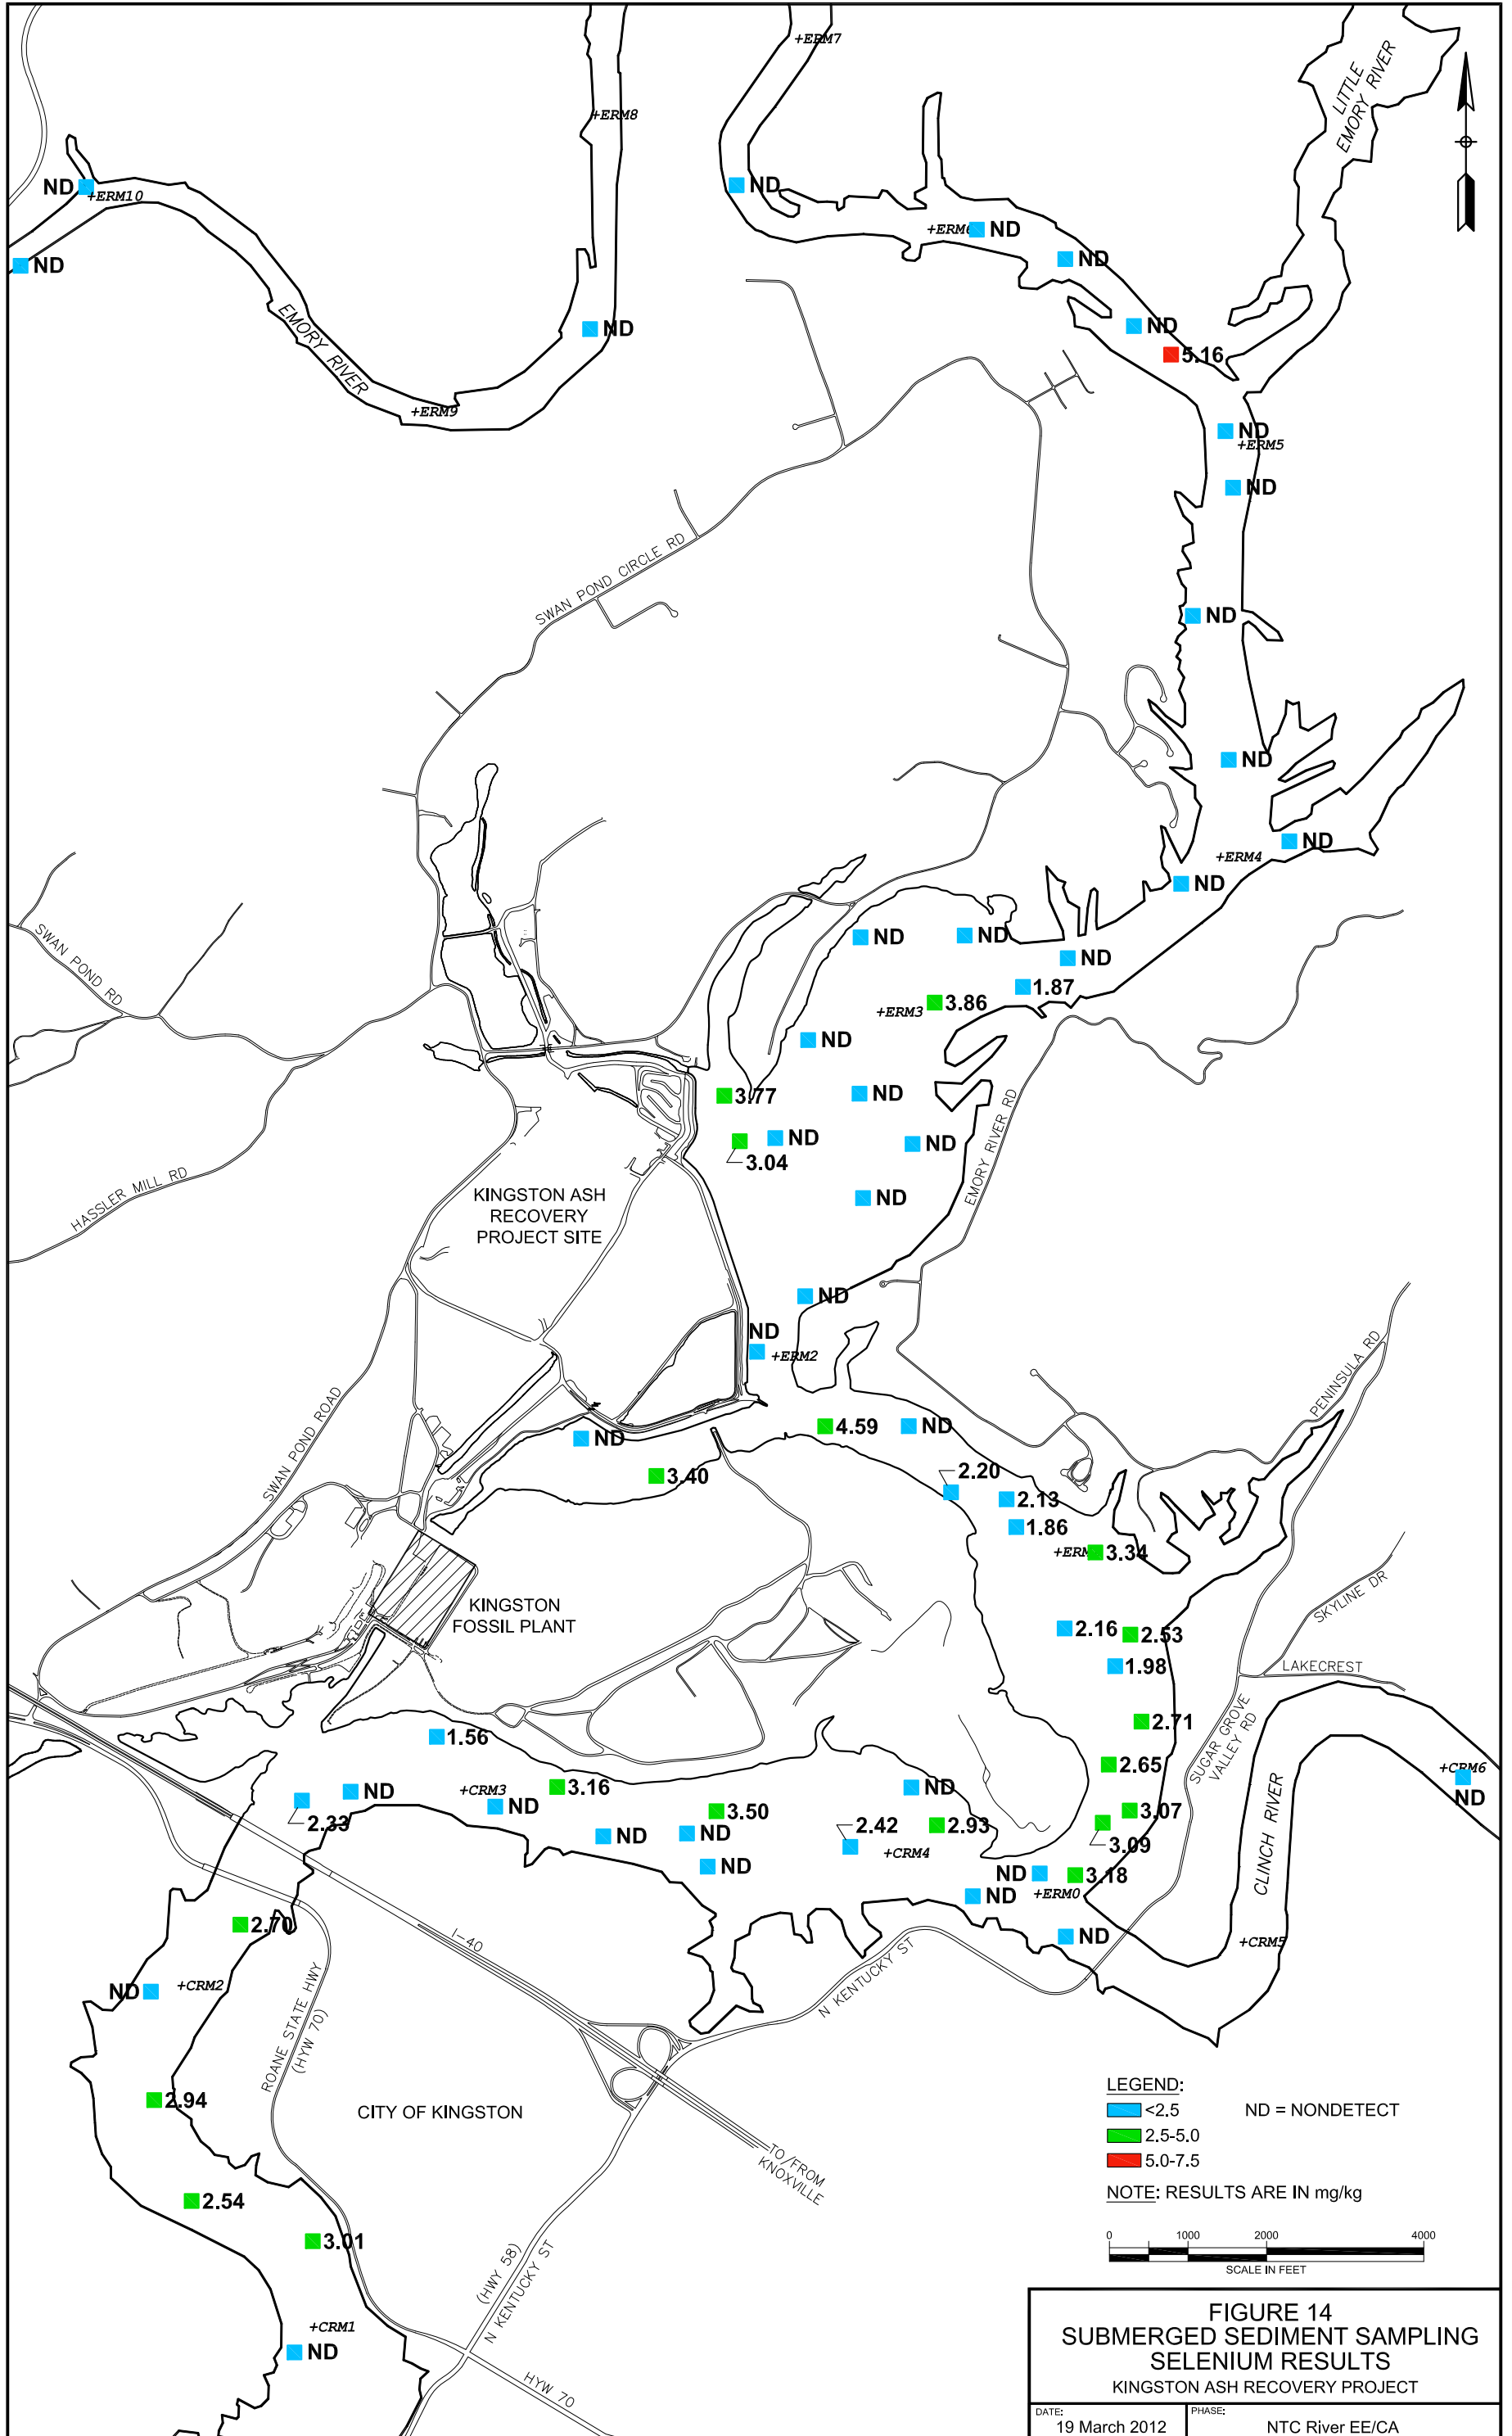 +ERM7
LITTLE
EMORY RIVER
+ERM8
ND
+ERM10
ND
+ERM6
ND
ND
ND
EMORY RIVER
ND
ND
5.16
+ERM9
ND
+ERM5
ND
SWAN POND CIRCLE RD
ND
ND
ND
+ERM4
ND
ND
ND
ND
SWAN POND RD
1.87
3.86
+ERM3
ND
3.77
ND
ND
ND
3.04
EMORY RIVER RD
HASSLER MILL RD
KINGSTON ASH
RECOVERY
PROJECT SITE
ND
ND
ND
+ERM2
PENINSULA RD
SWAN POND ROAD
4.59
ND
ND
3.40
2.20
2.13
1.86
+ERM
3.34
SKYLINE DR
KINGSTON
FOSSIL PLANT
2.16
2.53
1.98
LAKECREST
2.71
SUGAR GROVE
VALLEY RD
1.56
2.65
+CRM6
ND
ND
+CRM3
3.16
ND
ND
2.33
3.50
3.07
2.42
2.93
ND
ND
+CRM4
3.09
CLINCH RIVER
ND
ND
3.18
+ERM0
ND
2.70
I-40
ND
+CRM5
N KENTUCKY ST
ND
+CRM2
ROANE STATE HWY
(HYW 70)
2.94
CITY OF KINGSTON
TO/FROM
KNOXVILLE
2.54
3.01
(HWY 58)
N KENTUCKY ST
+CRM1
ND
HYW 70
LEGEND:
<2.5
ND = NONDETECT
2.5-5.0
5.0-7.5
NOTE: RESULTS ARE IN mg/kg
0 1000 2000 4000
SCALE IN FEET
FIGURE 14
SUBMERGED SEDIMENT SAMPLING
SELENIUM RESULTS
KINGSTON ASH RECOVERY PROJECT
DATE:
19 March 2012
PHASE:
NTC River EE/CA